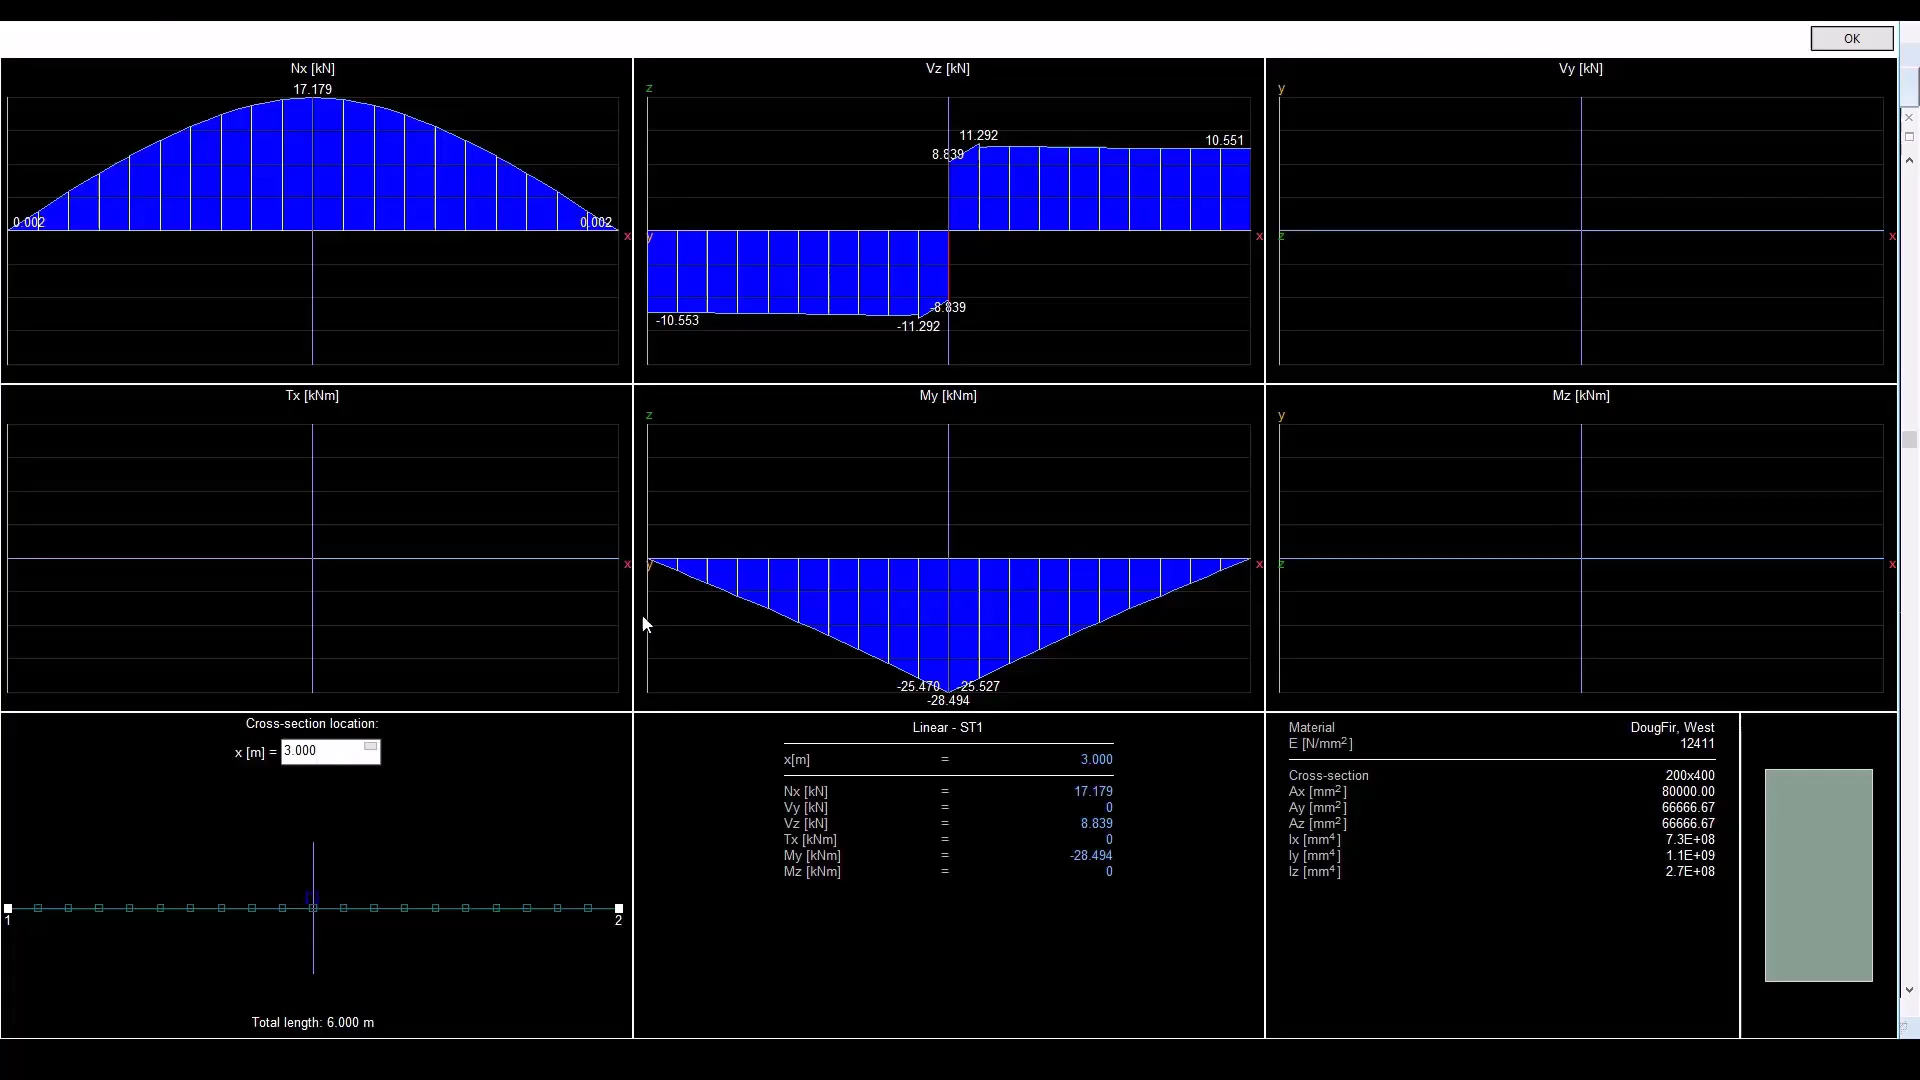 OK
Nx [kN]
17.179
0.002
0.002
x
Vz [kN]
z
11.292
8.839
10.551
y
x
-10.553
-8.839
-11.292
Vy [kN]
y
z
x
Tx [kNm]
x
My [kNm]
z
y
x
-25.470
-25.527
-28.494
Mz [kNm]
y
z
x
Cross-section location:
x [m] = 3.000
1
2
Total length: 6.000 m
Linear - ST1
x[m] = 3.000
Nx [kN] = 17.179
Vy [kN] = 0
Vz [kN] = 8.839
Tx [kNm] = 0
My [kNm] = -28.494
Mz [kNm] = 0
Material DougFir, West
E [N/mm²] 12411
Cross-section 200x400
Ax [mm²] 80000.00
Ay [mm²] 66666.67
Az [mm²] 66666.67
Ix [mm⁴] 7.3E+08
Iy [mm⁴] 1.1E+09
Iz [mm⁴] 2.7E+08